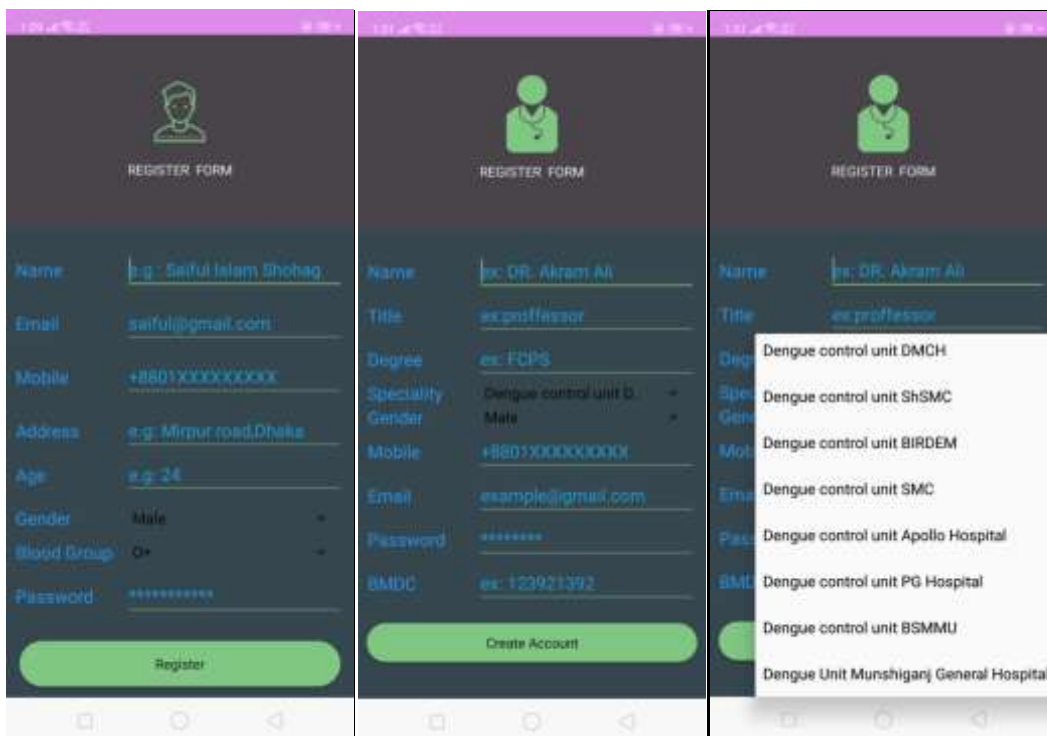 REGISTER FORM
Name e.g : Saiful Islam Shohag
Email saiful@gmail.com
Mobile +8801XXXXXXXXX
Address e.g: Mirpur road,Dhaka
Age e.g: 24
Gender Male
Blood Group O+
Password ***********
Register
REGISTER FORM
Name ex: DR. Akram Ali
Title ex:proffessor
Degree ex: FCPS
Speciality Dengue control unit D..
Gender Male
Mobile +8801XXXXXXXXX
Email example@gmail.com
Password ********
BMDC ex: 123921392
Create Account
REGISTER FORM
Name ex: DR. Akram Ali
Title ex:proffessor
Dengue control unit DMCH
Dengue control unit ShSMC
Dengue control unit BIRDEM
Dengue control unit SMC
Dengue control unit Apollo Hospital
Dengue control unit PG Hospital
Dengue control unit BSMMU
Dengue Unit Munshiganj General Hospital